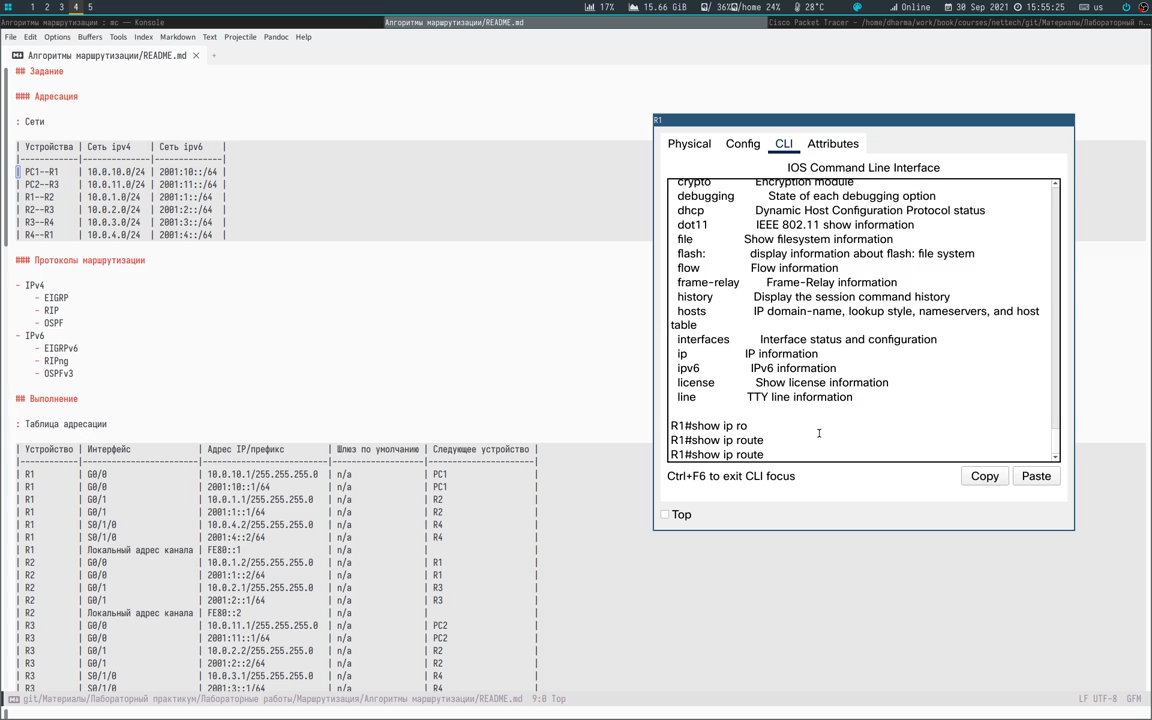 1 2 3 4 5 17% 15.66 GiB 36% /home 24% 28°C Online 30 Sep 2021 15:55:25 us
Алгоритмы маршрутизации : mc — Konsole
Алгоритмы маршрутизации/README.md
Cisco Packet Tracer - /home/dharma/work/book/courses/nettech/git/Материалы/Лабораторный п...
File Edit Options Buffers Tools Index Markdown Text Projectile Pandoc Help
Алгоритмы маршрутизации/README.md × +
## Задание
### Адресация
: Сети
| Устройства | Сеть ipv4 | Сеть ipv6 |
|------------|--------------|--------------|
| PC1--R1 | 10.0.10.0/24 | 2001:10::/64 |
| PC2--R3 | 10.0.11.0/24 | 2001:11::/64 |
| R1--R2 | 10.0.1.0/24 | 2001:1::/64 |
| R2--R3 | 10.0.2.0/24 | 2001:2::/64 |
| R3--R4 | 10.0.3.0/24 | 2001:3::/64 |
| R4--R1 | 10.0.4.0/24 | 2001:4::/64 |
### Протоколы маршрутизации
- IPv4
- EIGRP
- RIP
- OSPF
- IPv6
- EIGRPv6
- RIPng
- OSPFv3
## Выполнение
: Таблица адресации
| Устройство | Интерфейс | Адрес IP/префикс | Шлюз по умолчанию | Следующее устройство |
| R1 | G0/0 | 10.0.10.1/255.255.255.0 | n/a | PC1 |
| R1 | G0/0 | 2001:10::1/64 | n/a | PC1 |
| R1 | G0/1 | 10.0.1.1/255.255.255.0 | n/a | R2 |
| R1 | G0/1 | 2001:1::1/64 | n/a | R2 |
| R1 | S0/1/0 | 10.0.4.2/255.255.255.0 | n/a | R4 |
| R1 | S0/1/0 | 2001:4::2/64 | n/a | R4 |
| R1 | Локальный адрес канала | FE80::1 | n/a | |
| R2 | G0/0 | 10.0.1.2/255.255.255.0 | n/a | R1 |
| R2 | G0/0 | 2001:1::2/64 | n/a | R1 |
| R2 | G0/1 | 10.0.2.1/255.255.255.0 | n/a | R3 |
| R2 | G0/1 | 2001:2::1/64 | n/a | R3 |
| R2 | Локальный адрес канала | FE80::2 | n/a | |
| R3 | G0/0 | 10.0.11.1/255.255.255.0 | n/a | PC2 |
| R3 | G0/0 | 2001:11::1/64 | n/a | PC2 |
| R3 | G0/1 | 10.0.2.2/255.255.255.0 | n/a | R2 |
| R3 | G0/1 | 2001:2::2/64 | n/a | R2 |
| R3 | S0/1/0 | 10.0.3.1/255.255.255.0 | n/a | R4 |
| R3 | S0/1/0 | 2001:3::1/64 | n/a | R4 |
git/Материалы/Лабораторный практикум/Лабораторные работы/Маршрутизация/Алгоритмы маршрутизации/README.md 9:0 Top LF UTF-8 GFM
R1
Physical Config CLI Attributes
IOS Command Line Interface
crypto Encryption module
debugging State of each debugging option
dhcp Dynamic Host Configuration Protocol status
dot11 IEEE 802.11 show information
file Show filesystem information
flash: display information about flash: file system
flow Flow information
frame-relay Frame-Relay information
history Display the session command history
hosts IP domain-name, lookup style, nameservers, and host
table
interfaces Interface status and configuration
ip IP information
ipv6 IPv6 information
license Show license information
line TTY line information
R1#show ip ro
R1#show ip route
R1#show ip route
Ctrl+F6 to exit CLI focus
Copy Paste
Top